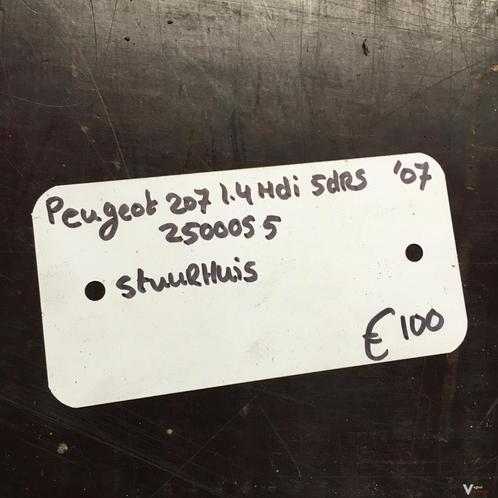 Peugeot 207 1.4 Hdi 5dRS '07
250005 5
stuuRHuis
€ 100